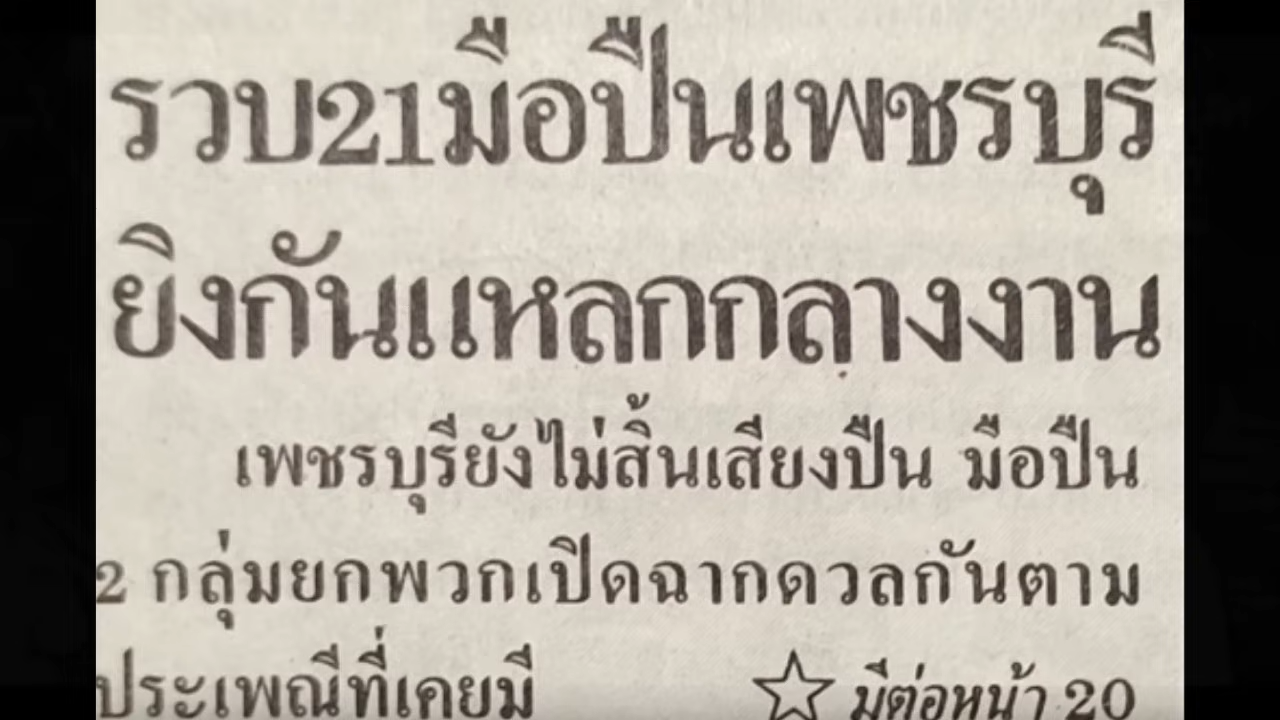 รวบ21มือปืนเพชรบุรี
ยิงกันแหลกกลางงาน
เพชรบุรียังไม่สิ้นเสียงปืน มือปืน
2 กลุ่มยกพวกเปิดฉากดวลกันตาม
ประเพณีที่เคยมี ☆ มีต่อหน้า 20